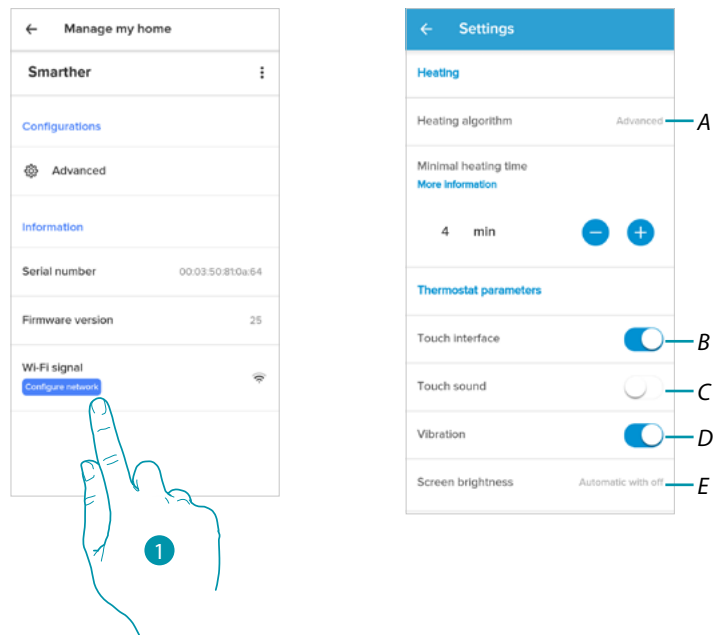 Manage my home
Smarther
Configurations
Advanced
Information
Serial number 00:03:50:81:0a:64
Firmware version 25
Wi-Fi signal
Configure network
1
Settings
Heating
Heating algorithm Advanced A
Minimal heating time
More information
4 min
Thermostat parameters
Touch interface B
Touch sound C
Vibration D
Screen brightness Automatic with off E